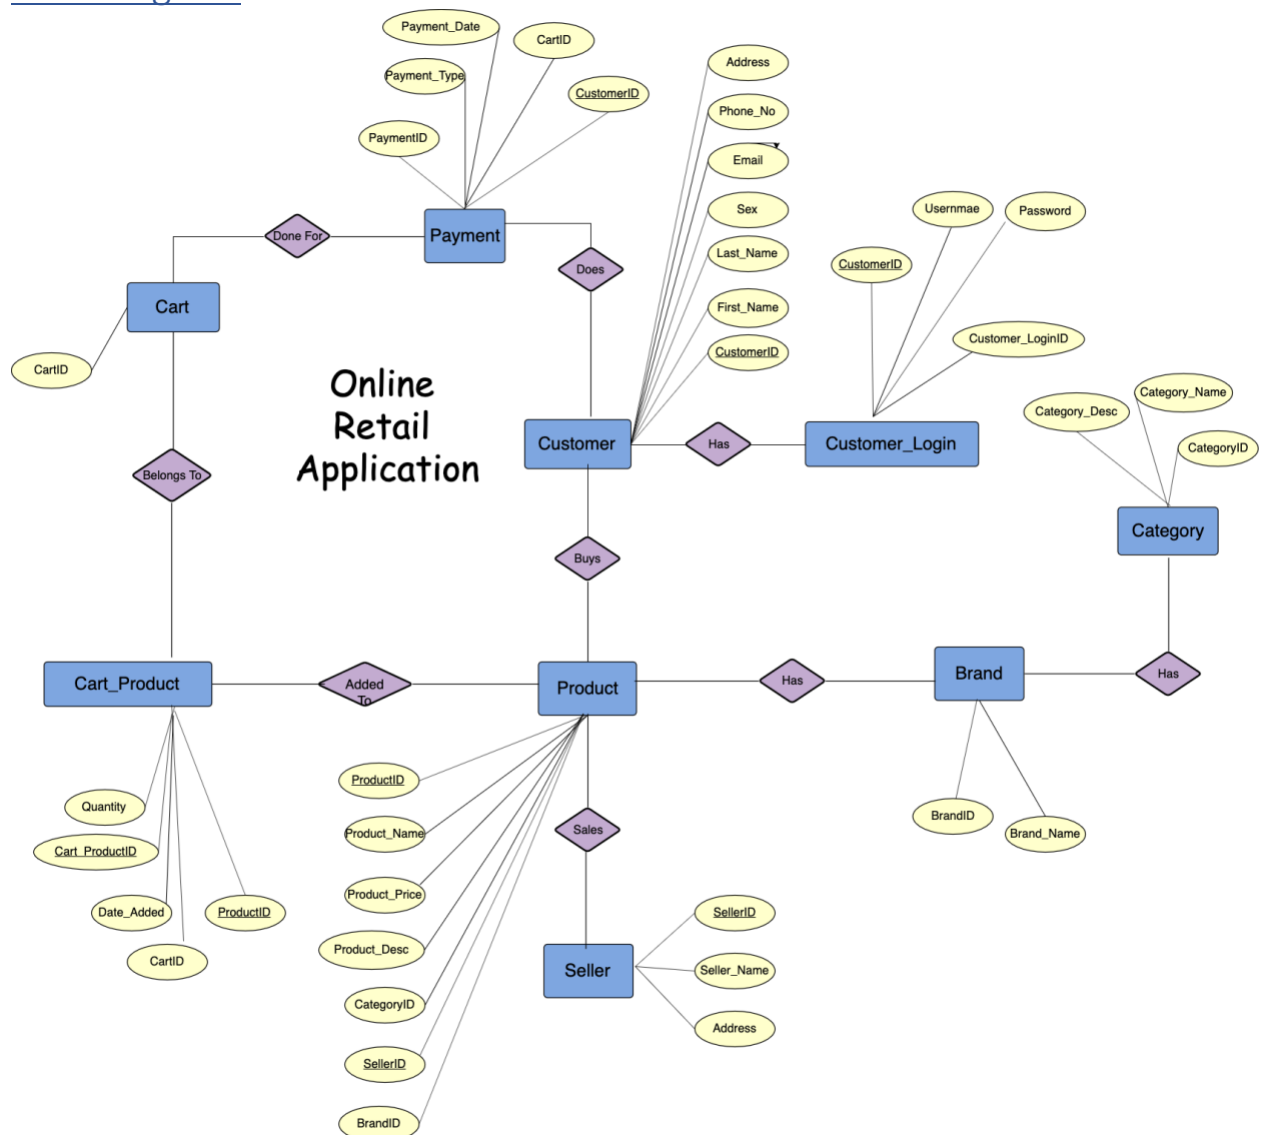 Payment_Date
CartID
Payment_Type
CustomerID
PaymentID
Address
Phone_No
Email
Sex
Last_Name
First_Name
CustomerID
Usernmae
Password
CustomerID
Customer_LoginID
Done For
Payment
Does
Cart
CartID
Online
Retail
Application
Customer
Has
Customer_Login
Category_Name
Category_Desc
CategoryID
Category
Belongs To
Buys
Cart_Product
Added
To
Product
Has
Brand
Has
Quantity
Cart_ProductID
Date_Added
ProductID
CartID
ProductID
Product_Name
Product_Price
Product_Desc
CategoryID
SellerID
BrandID
Sales
BrandID
Brand_Name
Seller
SellerID
Seller_Name
Address